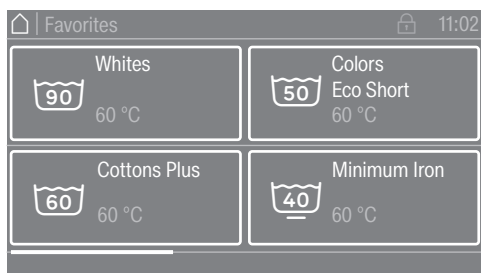 Favorites 11:02
Whites
90
60 °C
Colors
50 Eco Short
60 °C
Cottons Plus
60
60 °C
Minimum Iron
40
60 °C